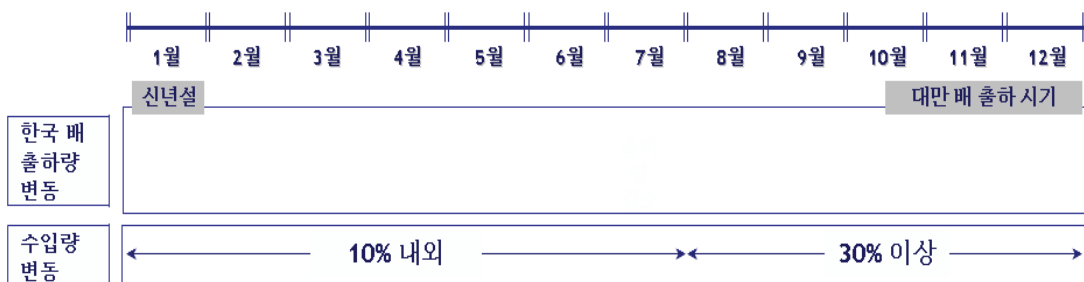 1월 2월 3월 4월 5월 6월 7월 8월 9월 10월 11월 12월
신년설 대만 배 출하 시기
한국 배
출하량
변동
수입량
변동
10% 내외 30% 이상